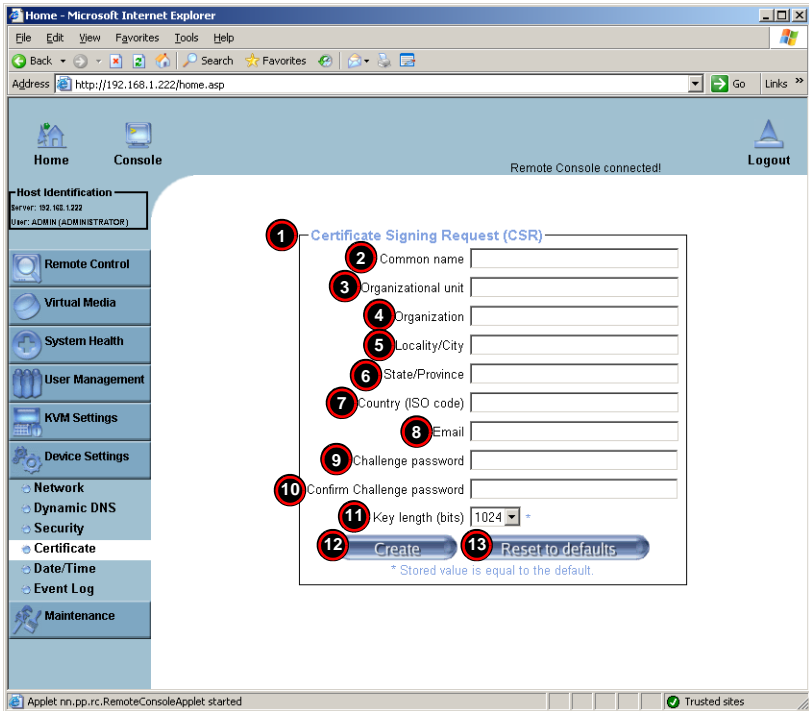 Home - Microsoft Internet Explorer
File Edit View Favorites Tools Help
Back Search Favorites
Address http://192.168.1.222/home.asp Go Links »
Home Console Logout
Remote Console connected!
Host Identification
Server: 192.168.1.222
User: ADMIN (ADMINISTRATOR)
Remote Control
Virtual Media
System Health
User Management
KVM Settings
Device Settings
Network
Dynamic DNS
Security
Certificate
Date/Time
Event Log
Maintenance
1 Certificate Signing Request (CSR)
2 Common name
3 Organizational unit
4 Organization
5 Locality/City
6 State/Province
7 Country (ISO code)
8 Email
9 Challenge password
10 Confirm Challenge password
11 Key length (bits) 1024 *
12 Create 13 Reset to defaults
* Stored value is equal to the default.
Applet nn.pp.rc.RemoteConsoleApplet started Trusted sites